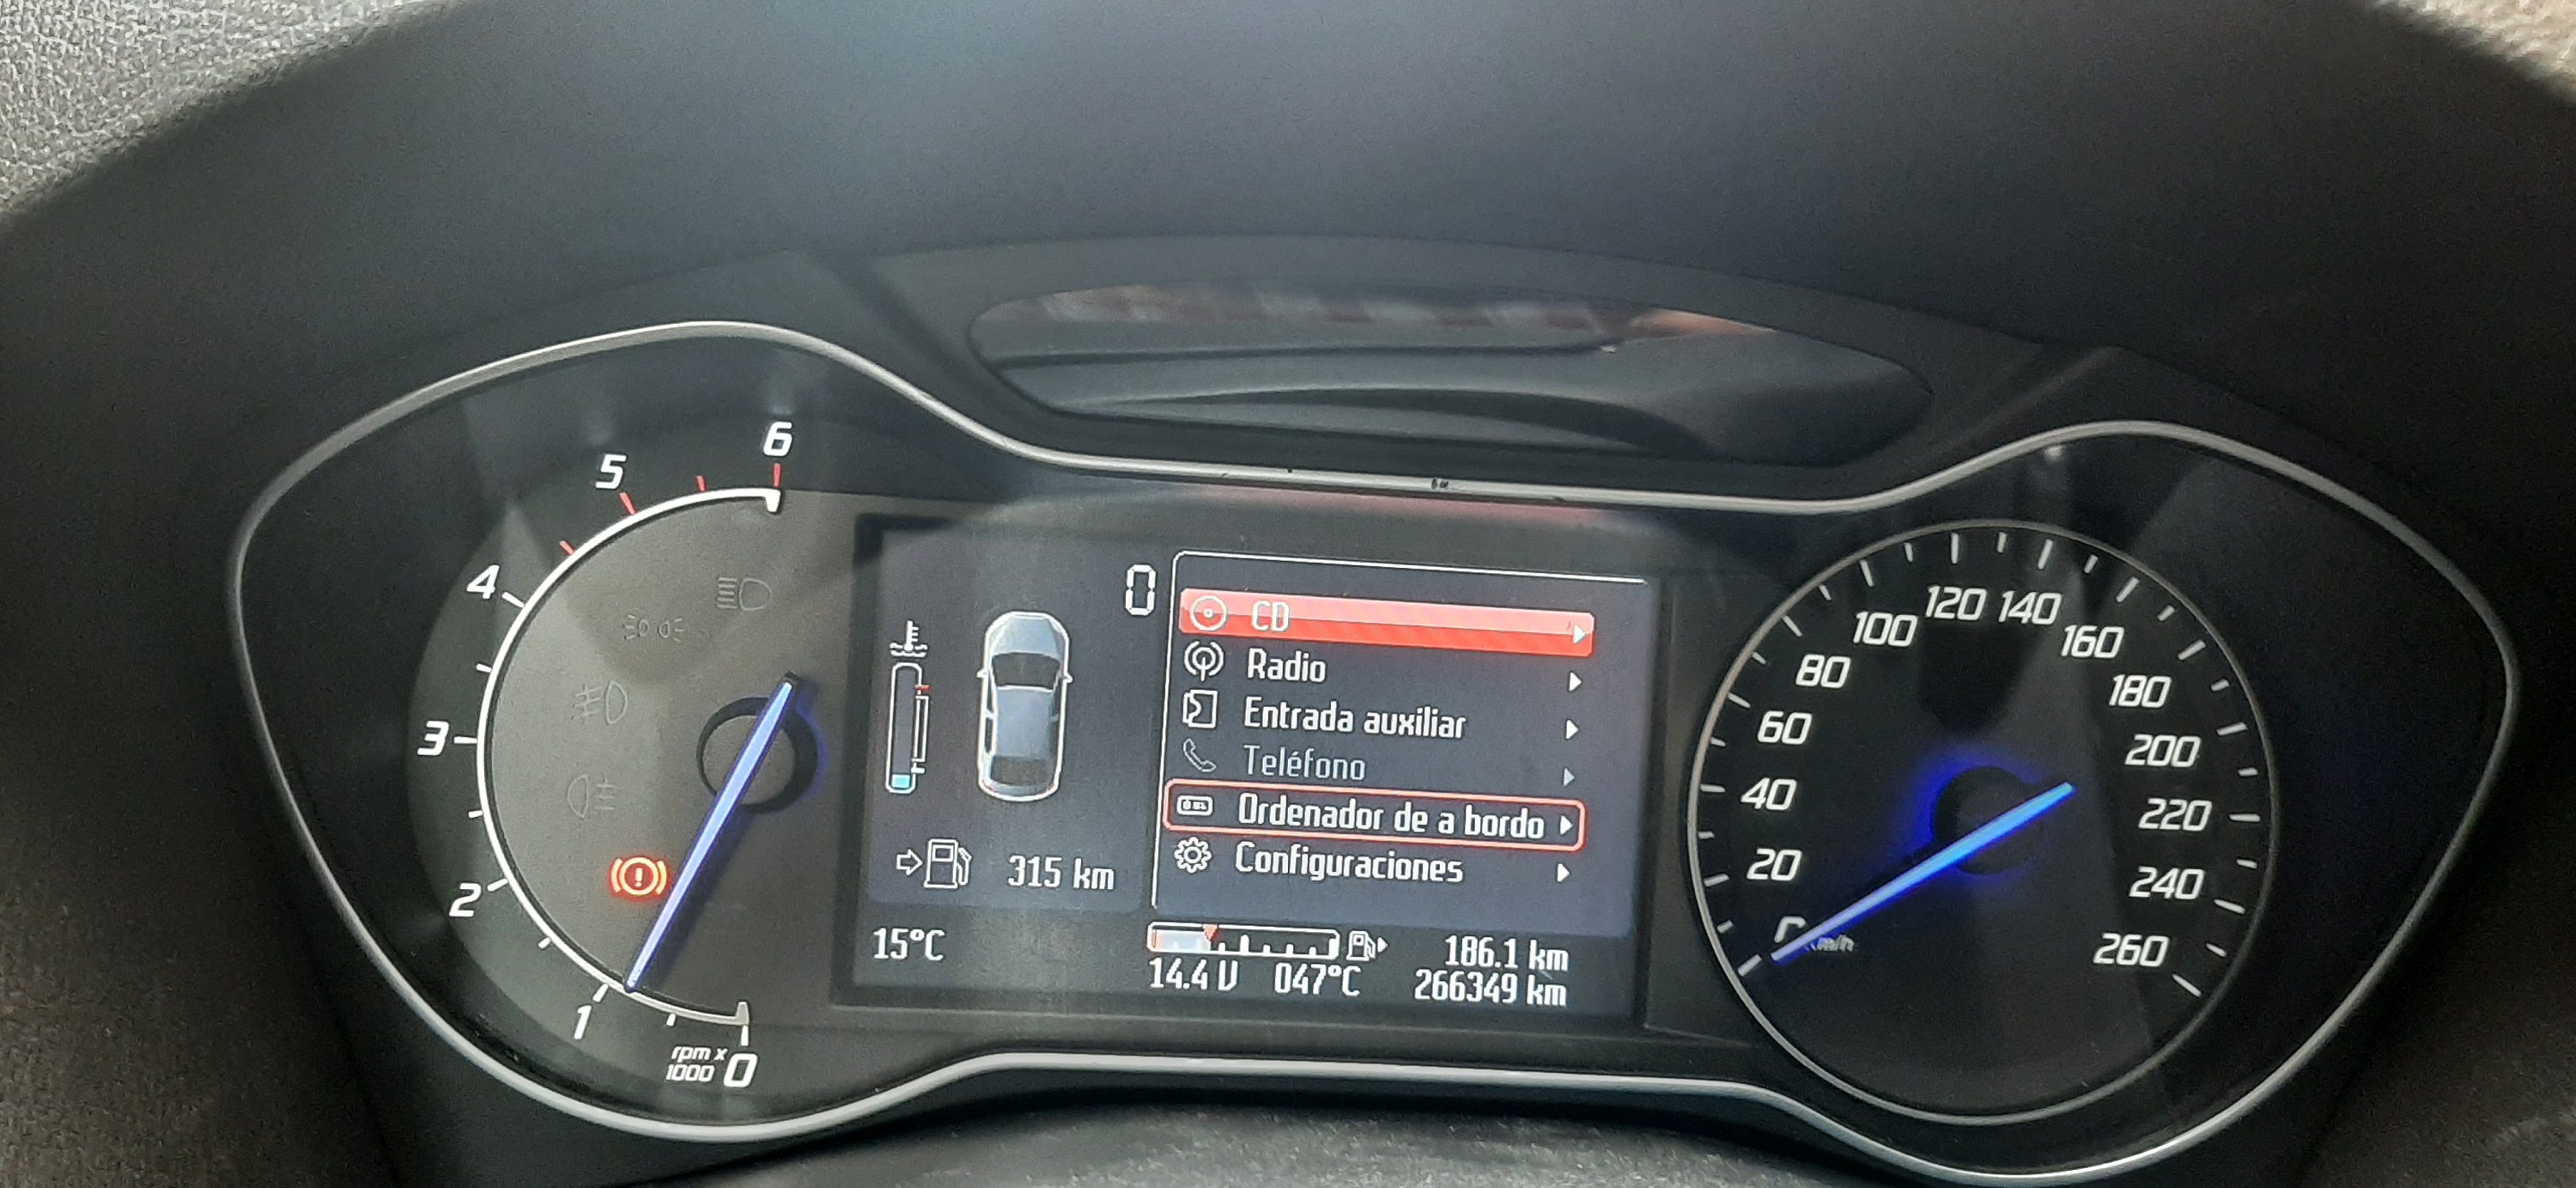 6
5
4
3
2
1
rpm x
1000
0
0
CD
Radio
Entrada auxiliar
Teléfono
Ordenador de a bordo
Configuraciones
315 km
15°C
186.1 km
14.4 V 047°C 266349 km
20
40
60
80
100
120
140
160
180
200
220
240
260
km/h